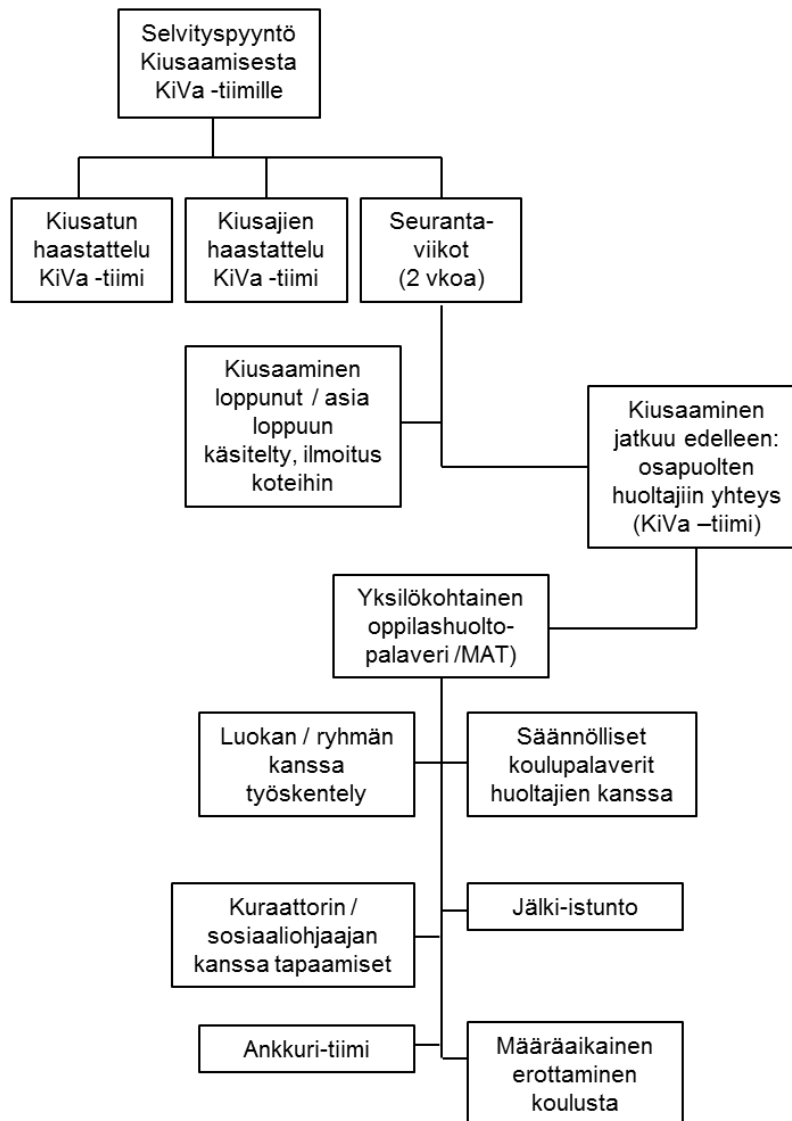 Selvityspyyntö
Kiusaamisesta
KiVa -tiimille
Kiusatun
haastattelu
KiVa -tiimi
Kiusajien
haastattelu
KiVa -tiimi
Seuranta-
viikot
(2 vkoa)
Kiusaaminen
loppunut / asia
loppuun
käsitelty, ilmoitus
koteihin
Kiusaaminen
jatkuu edelleen:
osapuolten
huoltajiin yhteys
(KiVa –tiimi)
Yksilökohtainen
oppilashuolto-
palaveri /MAT)
Luokan / ryhmän
kanssa
työskentely
Säännölliset
koulupalaverit
huoltajien kanssa
Kuraattorin /
sosiaaliohjaajan
kanssa tapaamiset
Jälki-istunto
Ankkuri-tiimi
Määräaikainen
erottaminen
koulusta